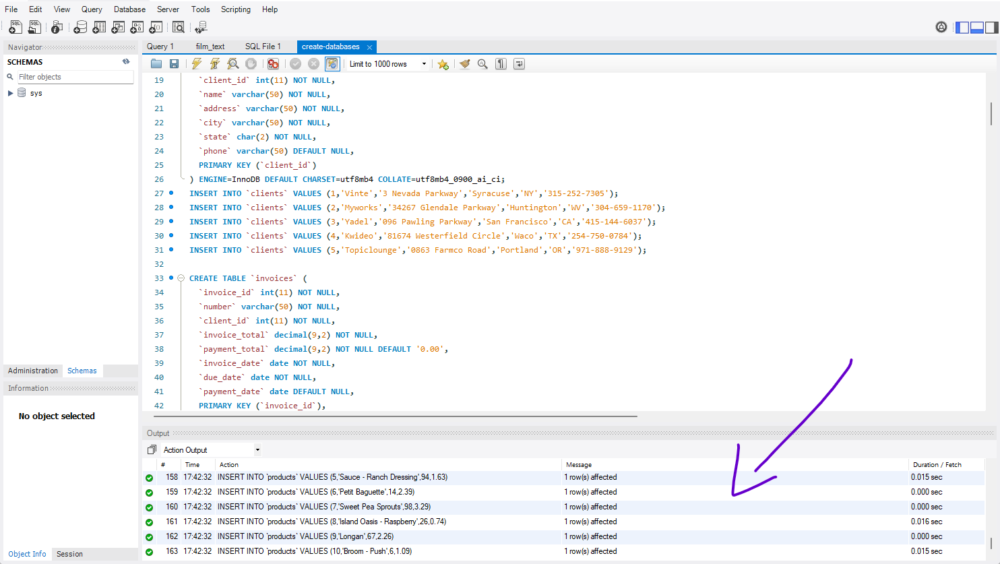 File Edit View Query Database Server Tools Scripting Help
Navigator
SCHEMAS
Filter objects
sys
Administration Schemas
Information
No object selected
Object Info Session
Query 1 film_text SQL File 1 create-databases
Limit to 1000 rows
19 `client_id` int(11) NOT NULL,
20 `name` varchar(50) NOT NULL,
21 `address` varchar(50) NOT NULL,
22 `city` varchar(50) NOT NULL,
23 `state` char(2) NOT NULL,
24 `phone` varchar(50) DEFAULT NULL,
25 PRIMARY KEY (`client_id`)
26 ) ENGINE=InnoDB DEFAULT CHARSET=utf8mb4 COLLATE=utf8mb4_0900_ai_ci;
27 INSERT INTO `clients` VALUES (1,'Vinte','3 Nevada Parkway','Syracuse','NY','315-252-7305');
28 INSERT INTO `clients` VALUES (2,'Myworks','34267 Glendale Parkway','Huntington','WV','304-659-1170');
29 INSERT INTO `clients` VALUES (3,'Yadel','096 Pawling Parkway','San Francisco','CA','415-144-6037');
30 INSERT INTO `clients` VALUES (4,'Kwideo','81674 Westerfield Circle','Waco','TX','254-750-0784');
31 INSERT INTO `clients` VALUES (5,'Topiclounge','0863 Farmco Road','Portland','OR','971-888-9129');
32
33 CREATE TABLE `invoices` (
34 `invoice_id` int(11) NOT NULL,
35 `number` varchar(50) NOT NULL,
36 `client_id` int(11) NOT NULL,
37 `invoice_total` decimal(9,2) NOT NULL,
38 `payment_total` decimal(9,2) NOT NULL DEFAULT '0.00',
39 `invoice_date` date NOT NULL,
40 `due_date` date NOT NULL,
41 `payment_date` date DEFAULT NULL,
42 PRIMARY KEY (`invoice_id`),
Output
Action Output
# Time Action Message Duration / Fetch
158 17:42:32 INSERT INTO `products` VALUES (5,'Sauce - Ranch Dressing',94,1.63) 1 row(s) affected 0.015 sec
159 17:42:32 INSERT INTO `products` VALUES (6,'Petit Baguette',14,2.39) 1 row(s) affected 0.000 sec
160 17:42:32 INSERT INTO `products` VALUES (7,'Sweet Pea Sprouts',98,3.29) 1 row(s) affected 0.000 sec
161 17:42:32 INSERT INTO `products` VALUES (8,'Island Oasis - Raspberry',26,0.74) 1 row(s) affected 0.016 sec
162 17:42:32 INSERT INTO `products` VALUES (9,'Longan',67,2.26) 1 row(s) affected 0.000 sec
163 17:42:32 INSERT INTO `products` VALUES (10,'Broom - Push',6,1.09) 1 row(s) affected 0.015 sec